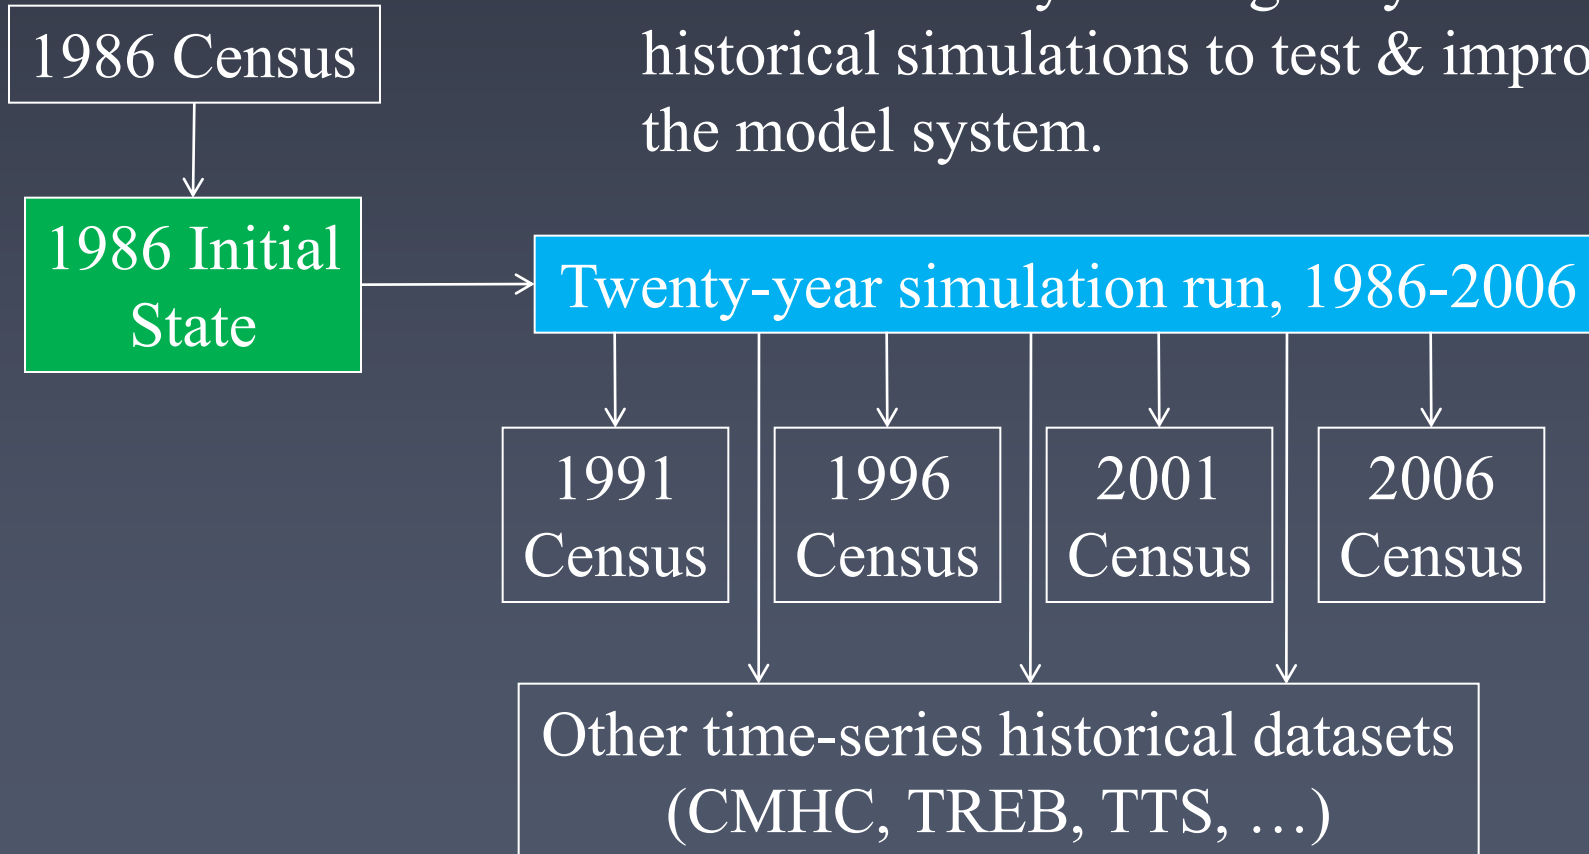 1986 Census
historical simulations to test & impro
the model system.
1986 Initial
State
Twenty-year simulation run, 1986-2006
1991
Census
1996
Census
2001
Census
2006
Census
Other time-series historical datasets
(CMHC, TREB, TTS, …)